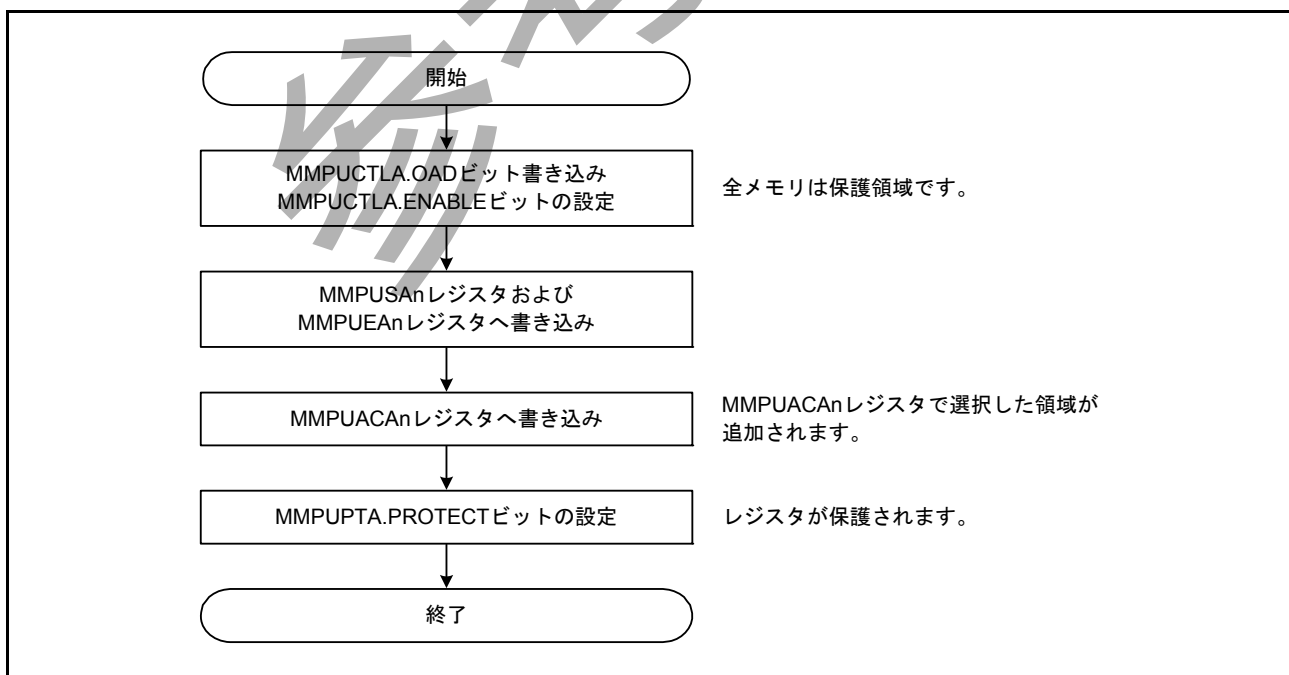 開始
MMPUCTLA.OADビット書き込み
MMPUCTLA.ENABLEビットの設定
全メモリは保護領域です。
MMPUSAnレジスタおよび
MMPUEAnレジスタへ書き込み
MMPUACAnレジスタへ書き込み
MMPUACAnレジスタで選択した領域が
追加されます。
MMPUPTA.PROTECTビットの設定
レジスタが保護されます。
終了